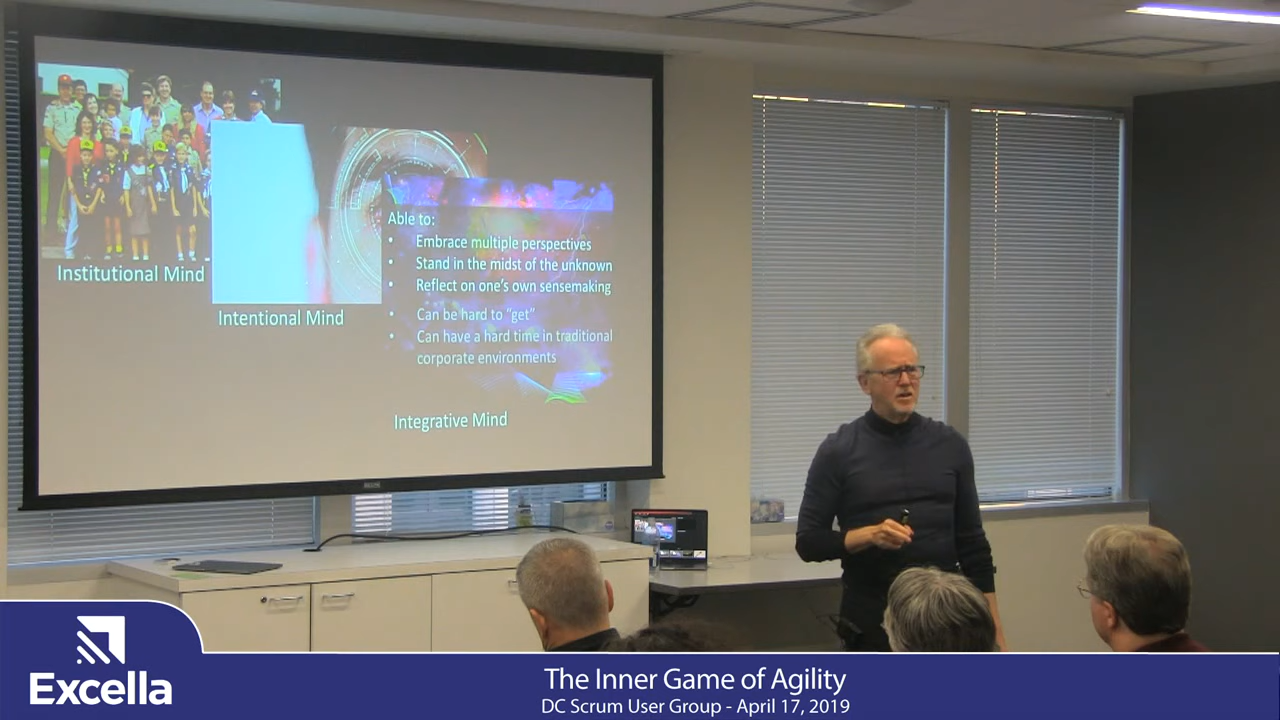 Institutional Mind
Intentional Mind
Able to:
• Embrace multiple perspectives
• Stand in the midst of the unknown
• Reflect on one's own sensemaking
• Can be hard to "get"
• Can have a hard time in traditional
corporate environments
Integrative Mind
Excella
The Inner Game of Agility
DC Scrum User Group - April 17, 2019